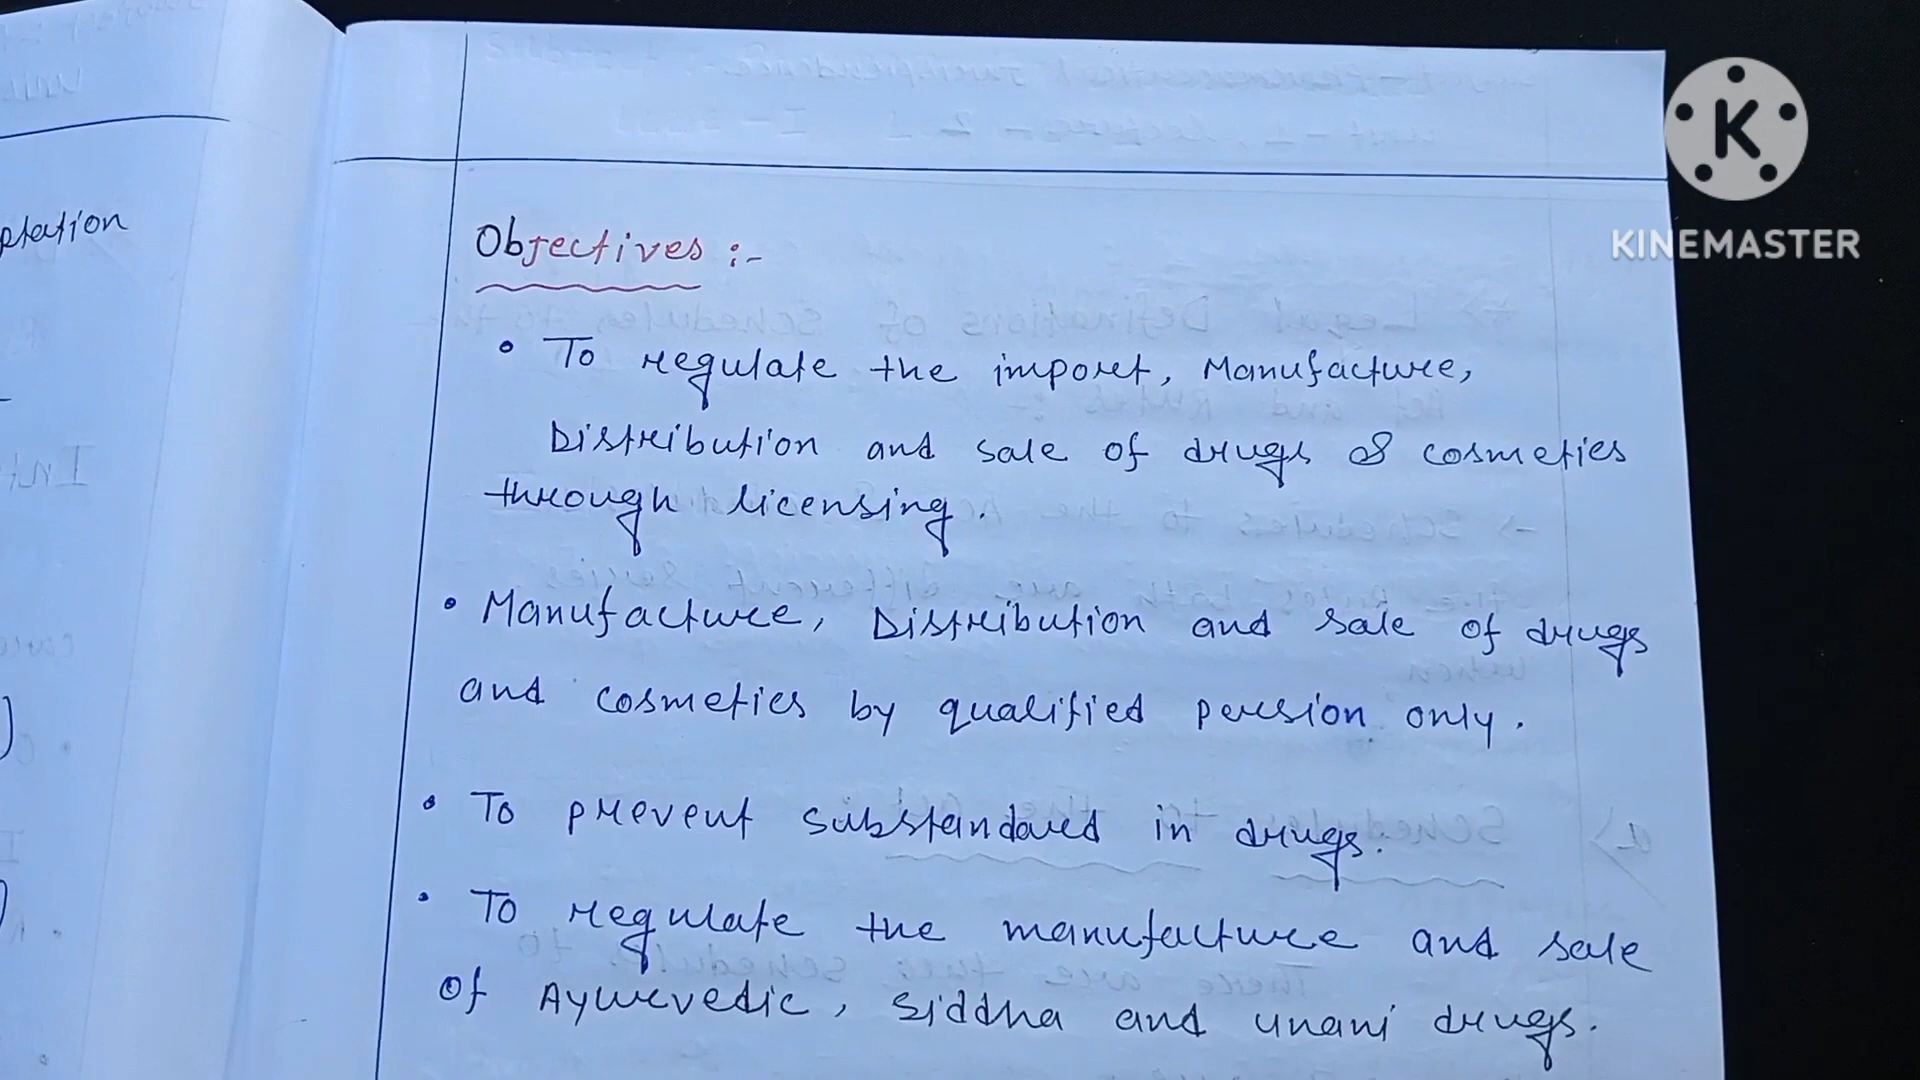 KINEMASTER
ptation
Objectives :-
• To regulate the import, Manufacture,
Distribution and sale of drugs & cosmetics
through licensing.
• Manufacture, Distribution and sale of drugs
and cosmetics by qualified persion only.
• To prevent substandard in drugs.
• To regulate the manufacture and sale
of Ayurvedic, Siddha and unani drugs.